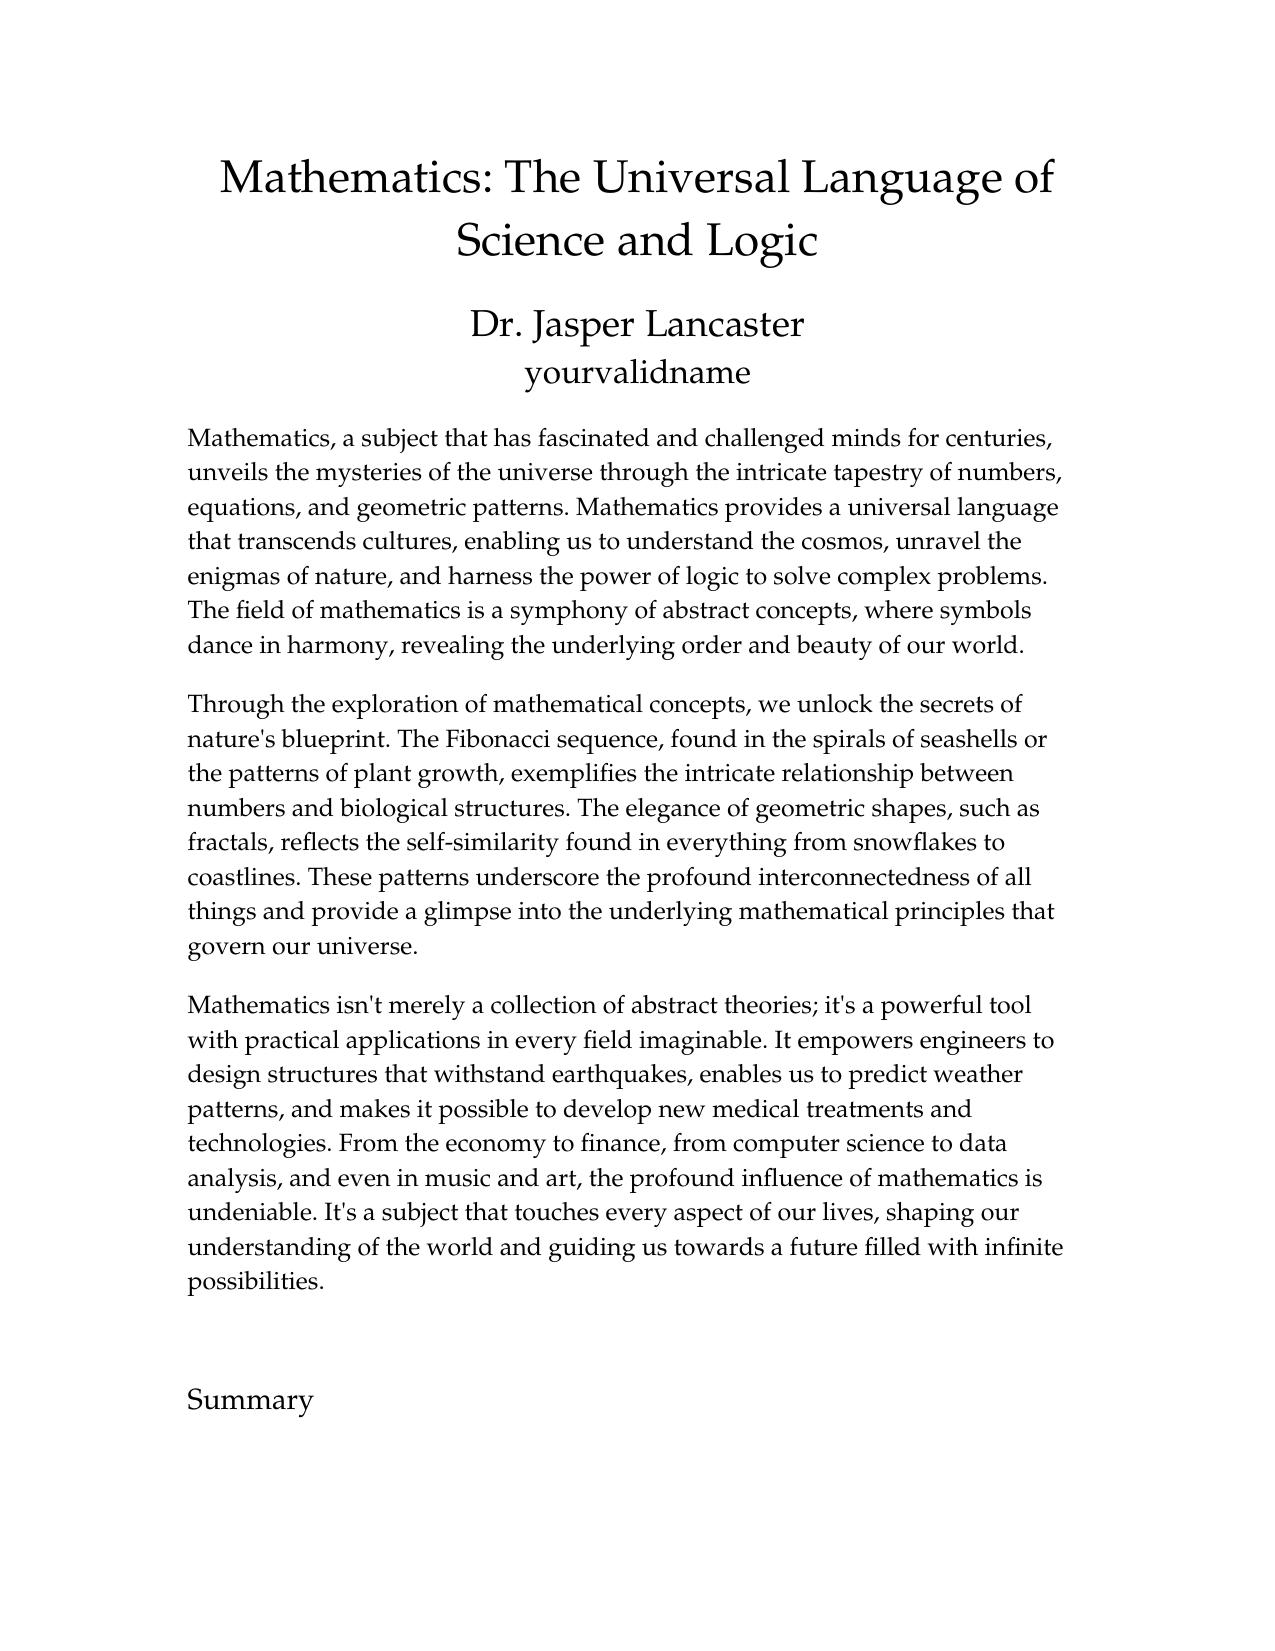 Mathematics: The Universal Language of
Science and Logic
Dr. Jasper Lancaster
yourvalidname
Mathematics, a subject that has fascinated and challenged minds for centuries,
unveils the mysteries of the universe through the intricate tapestry of numbers,
equations, and geometric patterns. Mathematics provides a universal language
that transcends cultures, enabling us to understand the cosmos, unravel the
enigmas of nature, and harness the power of logic to solve complex problems.
The field of mathematics is a symphony of abstract concepts, where symbols
dance in harmony, revealing the underlying order and beauty of our world.
Through the exploration of mathematical concepts, we unlock the secrets of
nature's blueprint. The Fibonacci sequence, found in the spirals of seashells or
the patterns of plant growth, exemplifies the intricate relationship between
numbers and biological structures. The elegance of geometric shapes, such as
fractals, reflects the self-similarity found in everything from snowflakes to
coastlines. These patterns underscore the profound interconnectedness of all
things and provide a glimpse into the underlying mathematical principles that
govern our universe.
Mathematics isn't merely a collection of abstract theories; it's a powerful tool
with practical applications in every field imaginable. It empowers engineers to
design structures that withstand earthquakes, enables us to predict weather
patterns, and makes it possible to develop new medical treatments and
technologies. From the economy to finance, from computer science to data
analysis, and even in music and art, the profound influence of mathematics is
undeniable. It's a subject that touches every aspect of our lives, shaping our
understanding of the world and guiding us towards a future filled with infinite
possibilities.
Summary